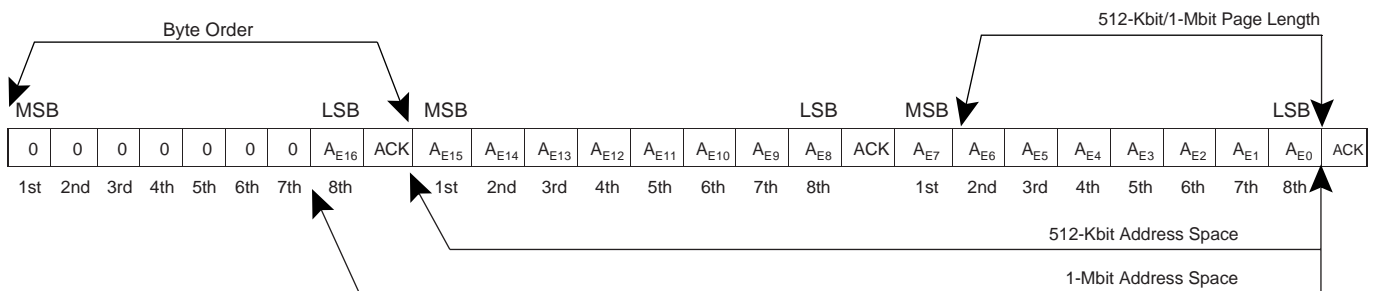 512-Kbit/1-Mbit Page Length
Byte Order
MSB LSB MSB LSB MSB LSB
0 0 0 0 0 0 0 A_E16 ACK A_E15 A_E14 A_E13 A_E12 A_E11 A_E10 A_E9 A_E8 ACK A_E7 A_E6 A_E5 A_E4 A_E3 A_E2 A_E1 A_E0 ACK
1st 2nd 3rd 4th 5th 6th 7th 8th 1st 2nd 3rd 4th 5th 6th 7th 8th 1st 2nd 3rd 4th 5th 6th 7th 8th
512-Kbit Address Space
1-Mbit Address Space